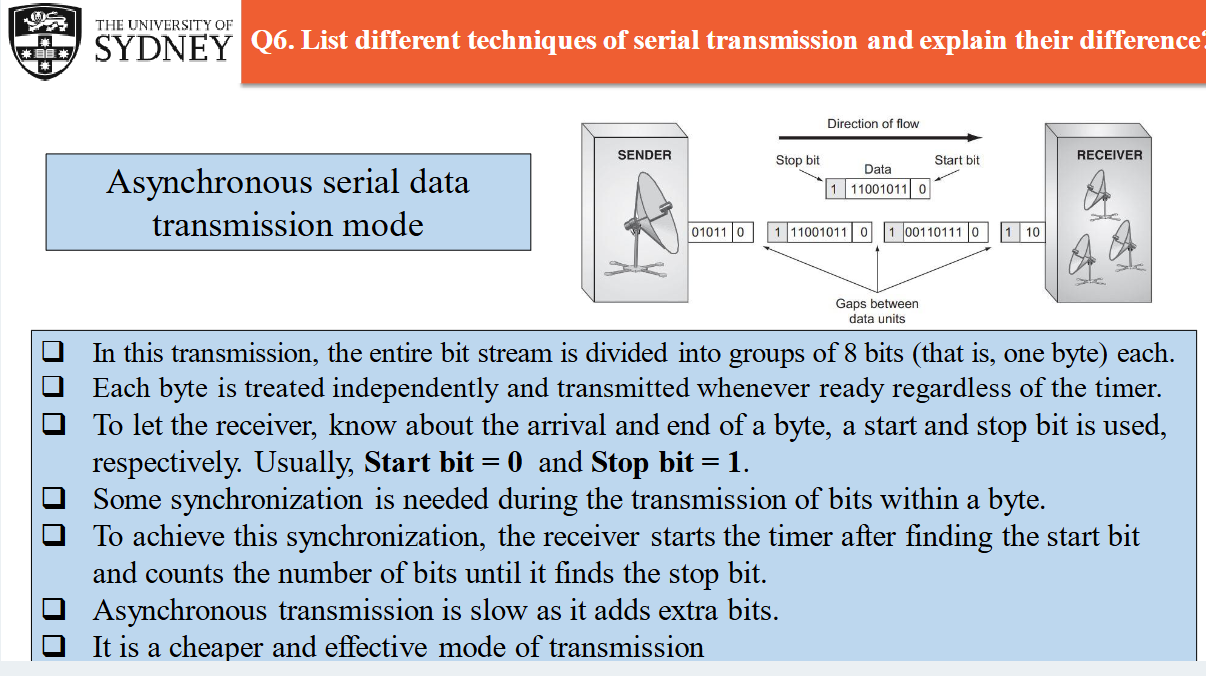 THE UNIVERSITY OF
SYDNEY
Q6. List different techniques of serial transmission and explain their difference?
Asynchronous serial data
transmission mode
Direction of flow
SENDER
RECEIVER
Stop bit
Data
Start bit
1 11001011 0
01011 0
1 11001011 0
1 00110111 0
1 10
Gaps between
data units
❑ In this transmission, the entire bit stream is divided into groups of 8 bits (that is, one byte) each.
❑ Each byte is treated independently and transmitted whenever ready regardless of the timer.
❑ To let the receiver, know about the arrival and end of a byte, a start and stop bit is used,
respectively. Usually, Start bit = 0 and Stop bit = 1.
❑ Some synchronization is needed during the transmission of bits within a byte.
❑ To achieve this synchronization, the receiver starts the timer after finding the start bit
and counts the number of bits until it finds the stop bit.
❑ Asynchronous transmission is slow as it adds extra bits.
❑ It is a cheaper and effective mode of transmission